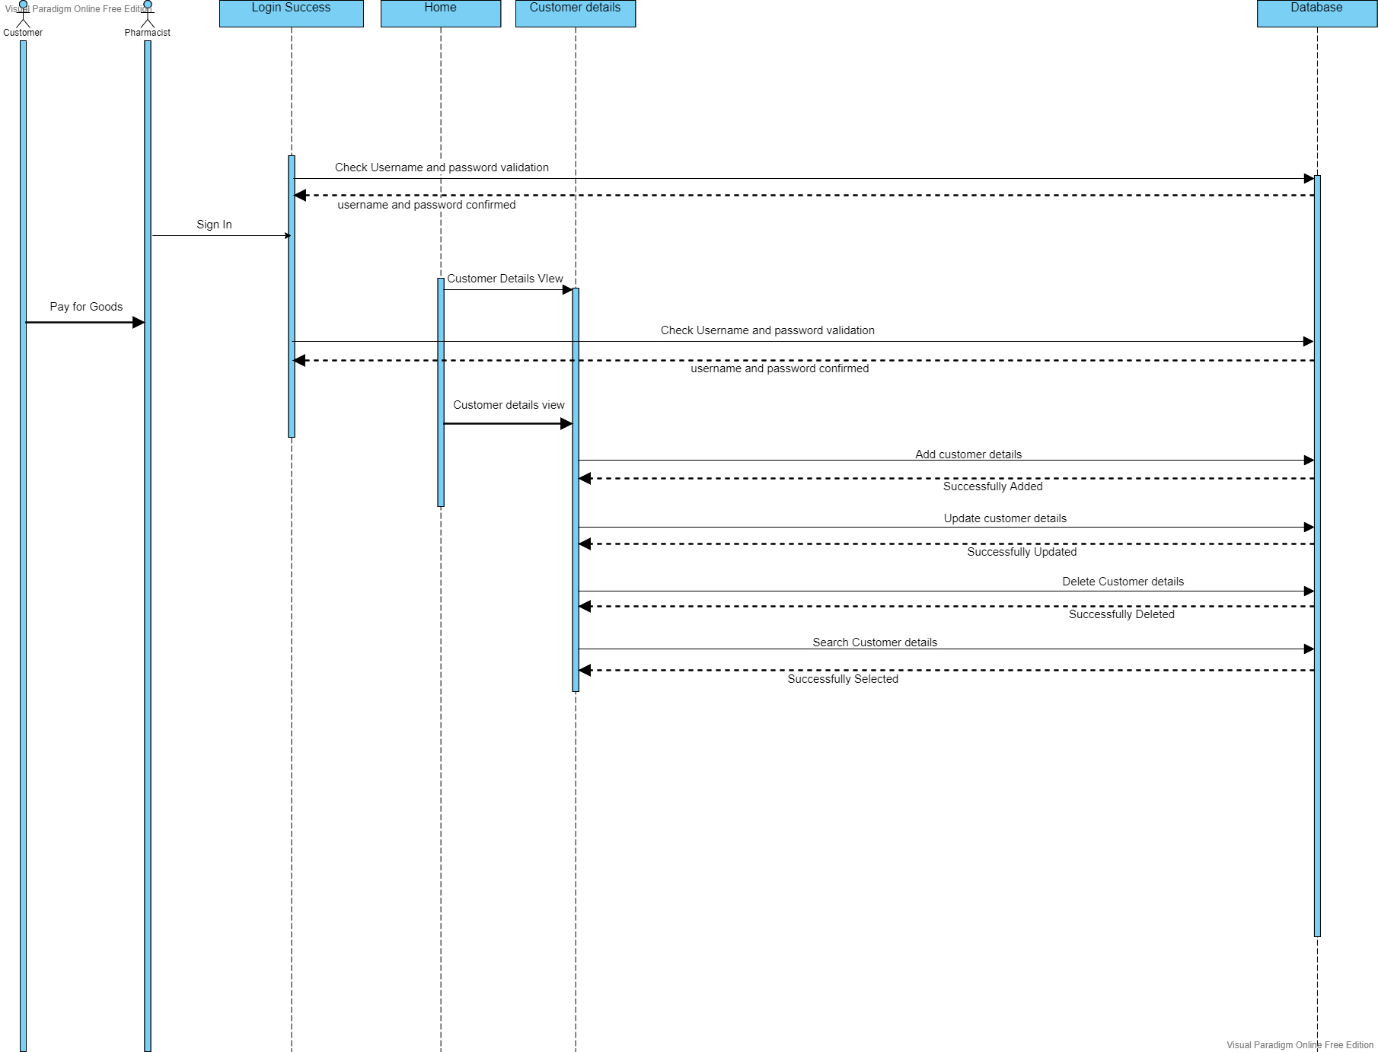 Visual Paradigm Online Free Edition
Customer
Pharmacist
Login Success
Home
Customer details
Database
Check Username and password validation
username and password confirmed
Sign In
Customer Details VIew
Pay for Goods
Check Username and password validation
username and password confirmed
Customer details view
Add customer details
Successfully Added
Update customer details
Successfully Updated
Delete Customer details
Successfully Deleted
Search Customer details
Successfully Selected
Visual Paradigm Online Free Edition